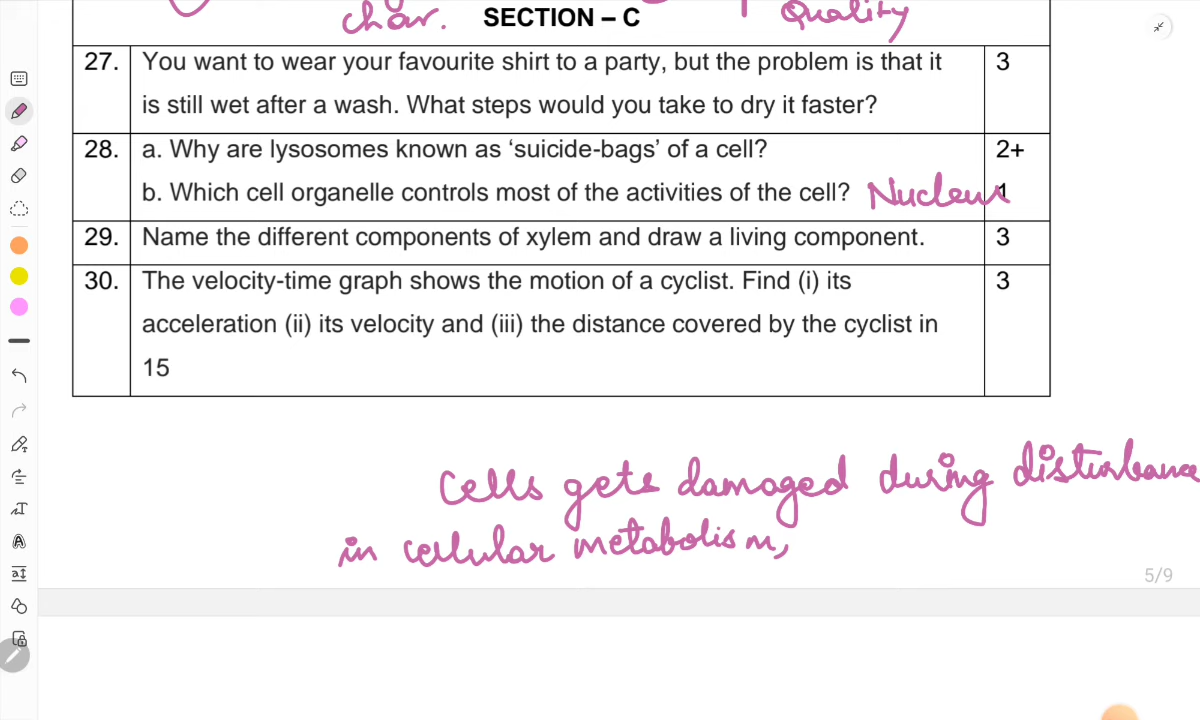 char.
SECTION – C
Quality
27. You want to wear your favourite shirt to a party, but the problem is that it 3
is still wet after a wash. What steps would you take to dry it faster?
28. a. Why are lysosomes known as ‘suicide-bags’ of a cell? 2+
b. Which cell organelle controls most of the activities of the cell? Nucleus 1
29. Name the different components of xylem and draw a living component. 3
30. The velocity-time graph shows the motion of a cyclist. Find (i) its 3
acceleration (ii) its velocity and (iii) the distance covered by the cyclist in
15
Cells gets damaged during disturbance
in cellular metabolism,
5/9